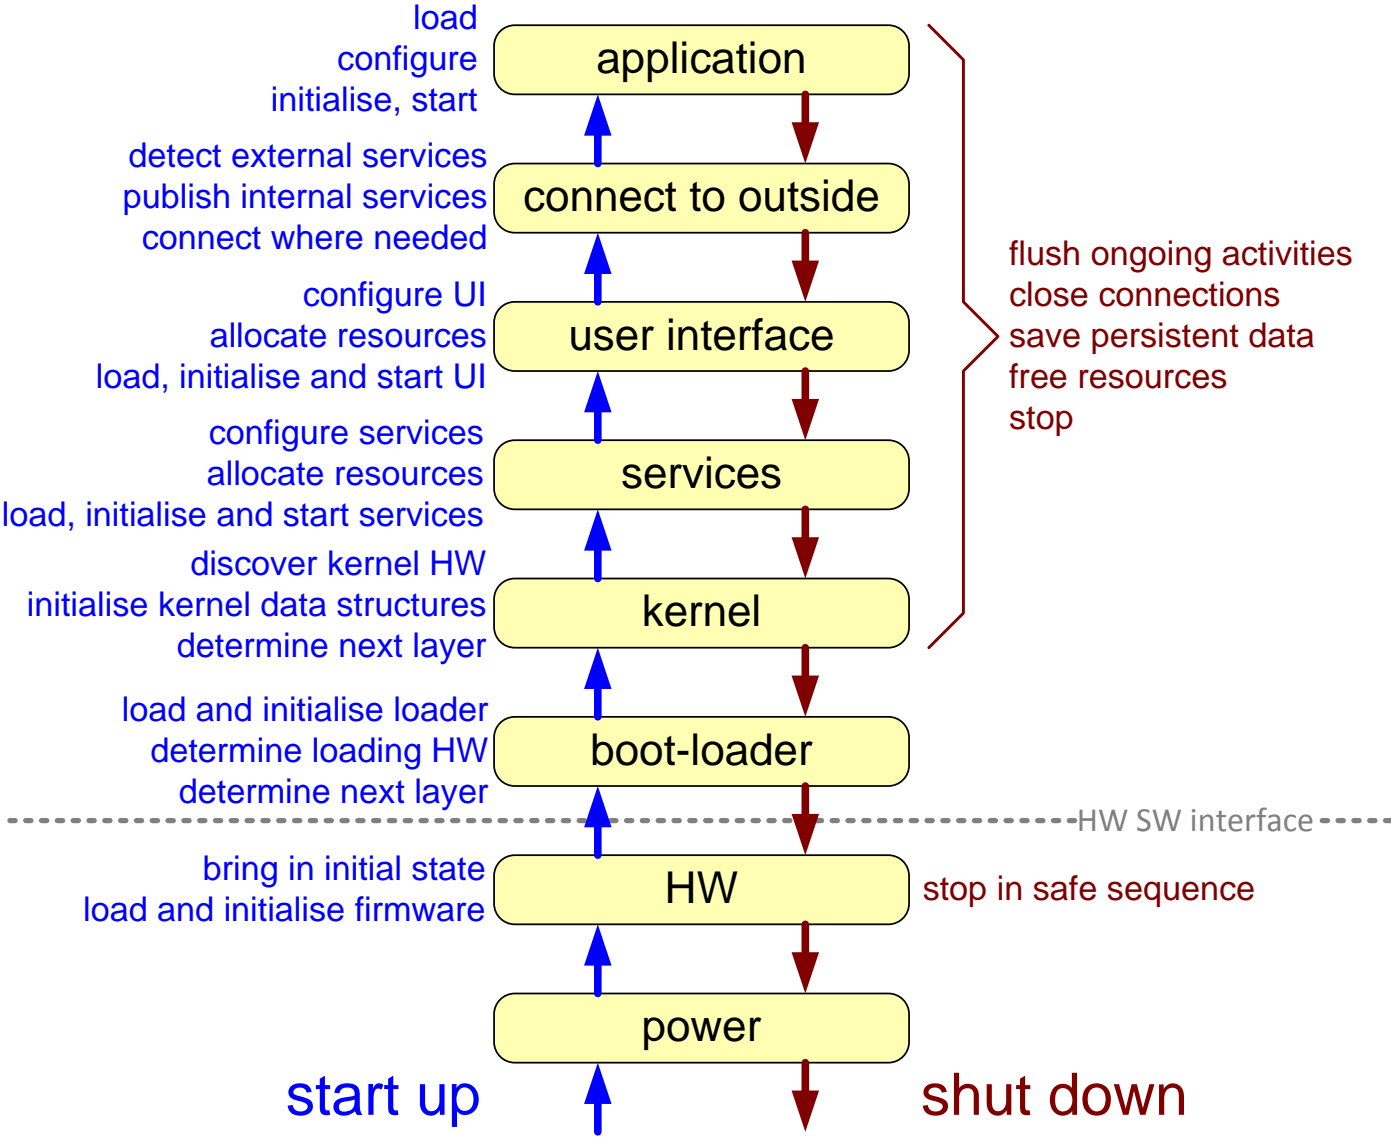 load
configure
initialise, start
application
detect external services
publish internal services
connect where needed
connect to outside
configure UI
allocate resources
load, initialise and start UI
user interface
flush ongoing activities
close connections
save persistent data
free resources
stop
configure services
allocate resources
load, initialise and start services
services
discover kernel HW
initialise kernel data structures
determine next layer
kernel
load and initialise loader
determine loading HW
determine next layer
boot-loader
HW SW interface
bring in initial state
load and initialise firmware
HW
stop in safe sequence
power
start up
shut down